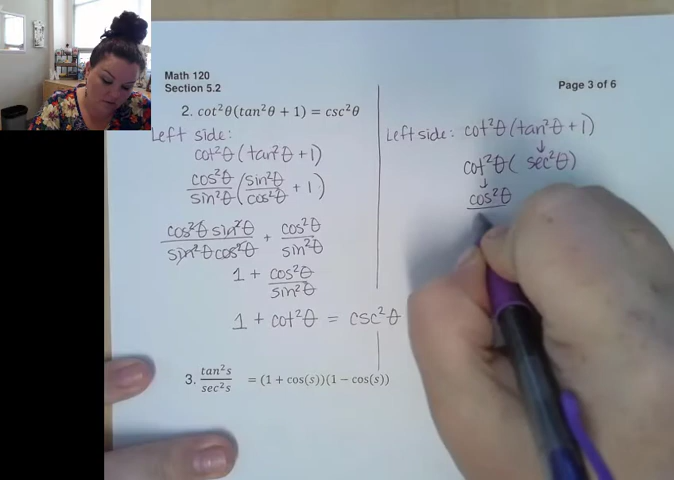 Math 120
Section 5.2
Page 3 of 6
2. cot²θ(tan²θ + 1) = csc²θ
Left side:
cot²θ(tan²θ + 1)
cos²θ/sin²θ (sin²θ/cos²θ + 1)
cos²θ sin²θ/sin²θ cos²θ + cos²θ/sin²θ
1 + cos²θ/sin²θ
1 + cot²θ = csc²θ
Left side: cot²θ(tan²θ + 1)
cot²θ( sec²θ)
cos²θ
3. tan²s/sec²s = (1 + cos(s))(1 − cos(s))